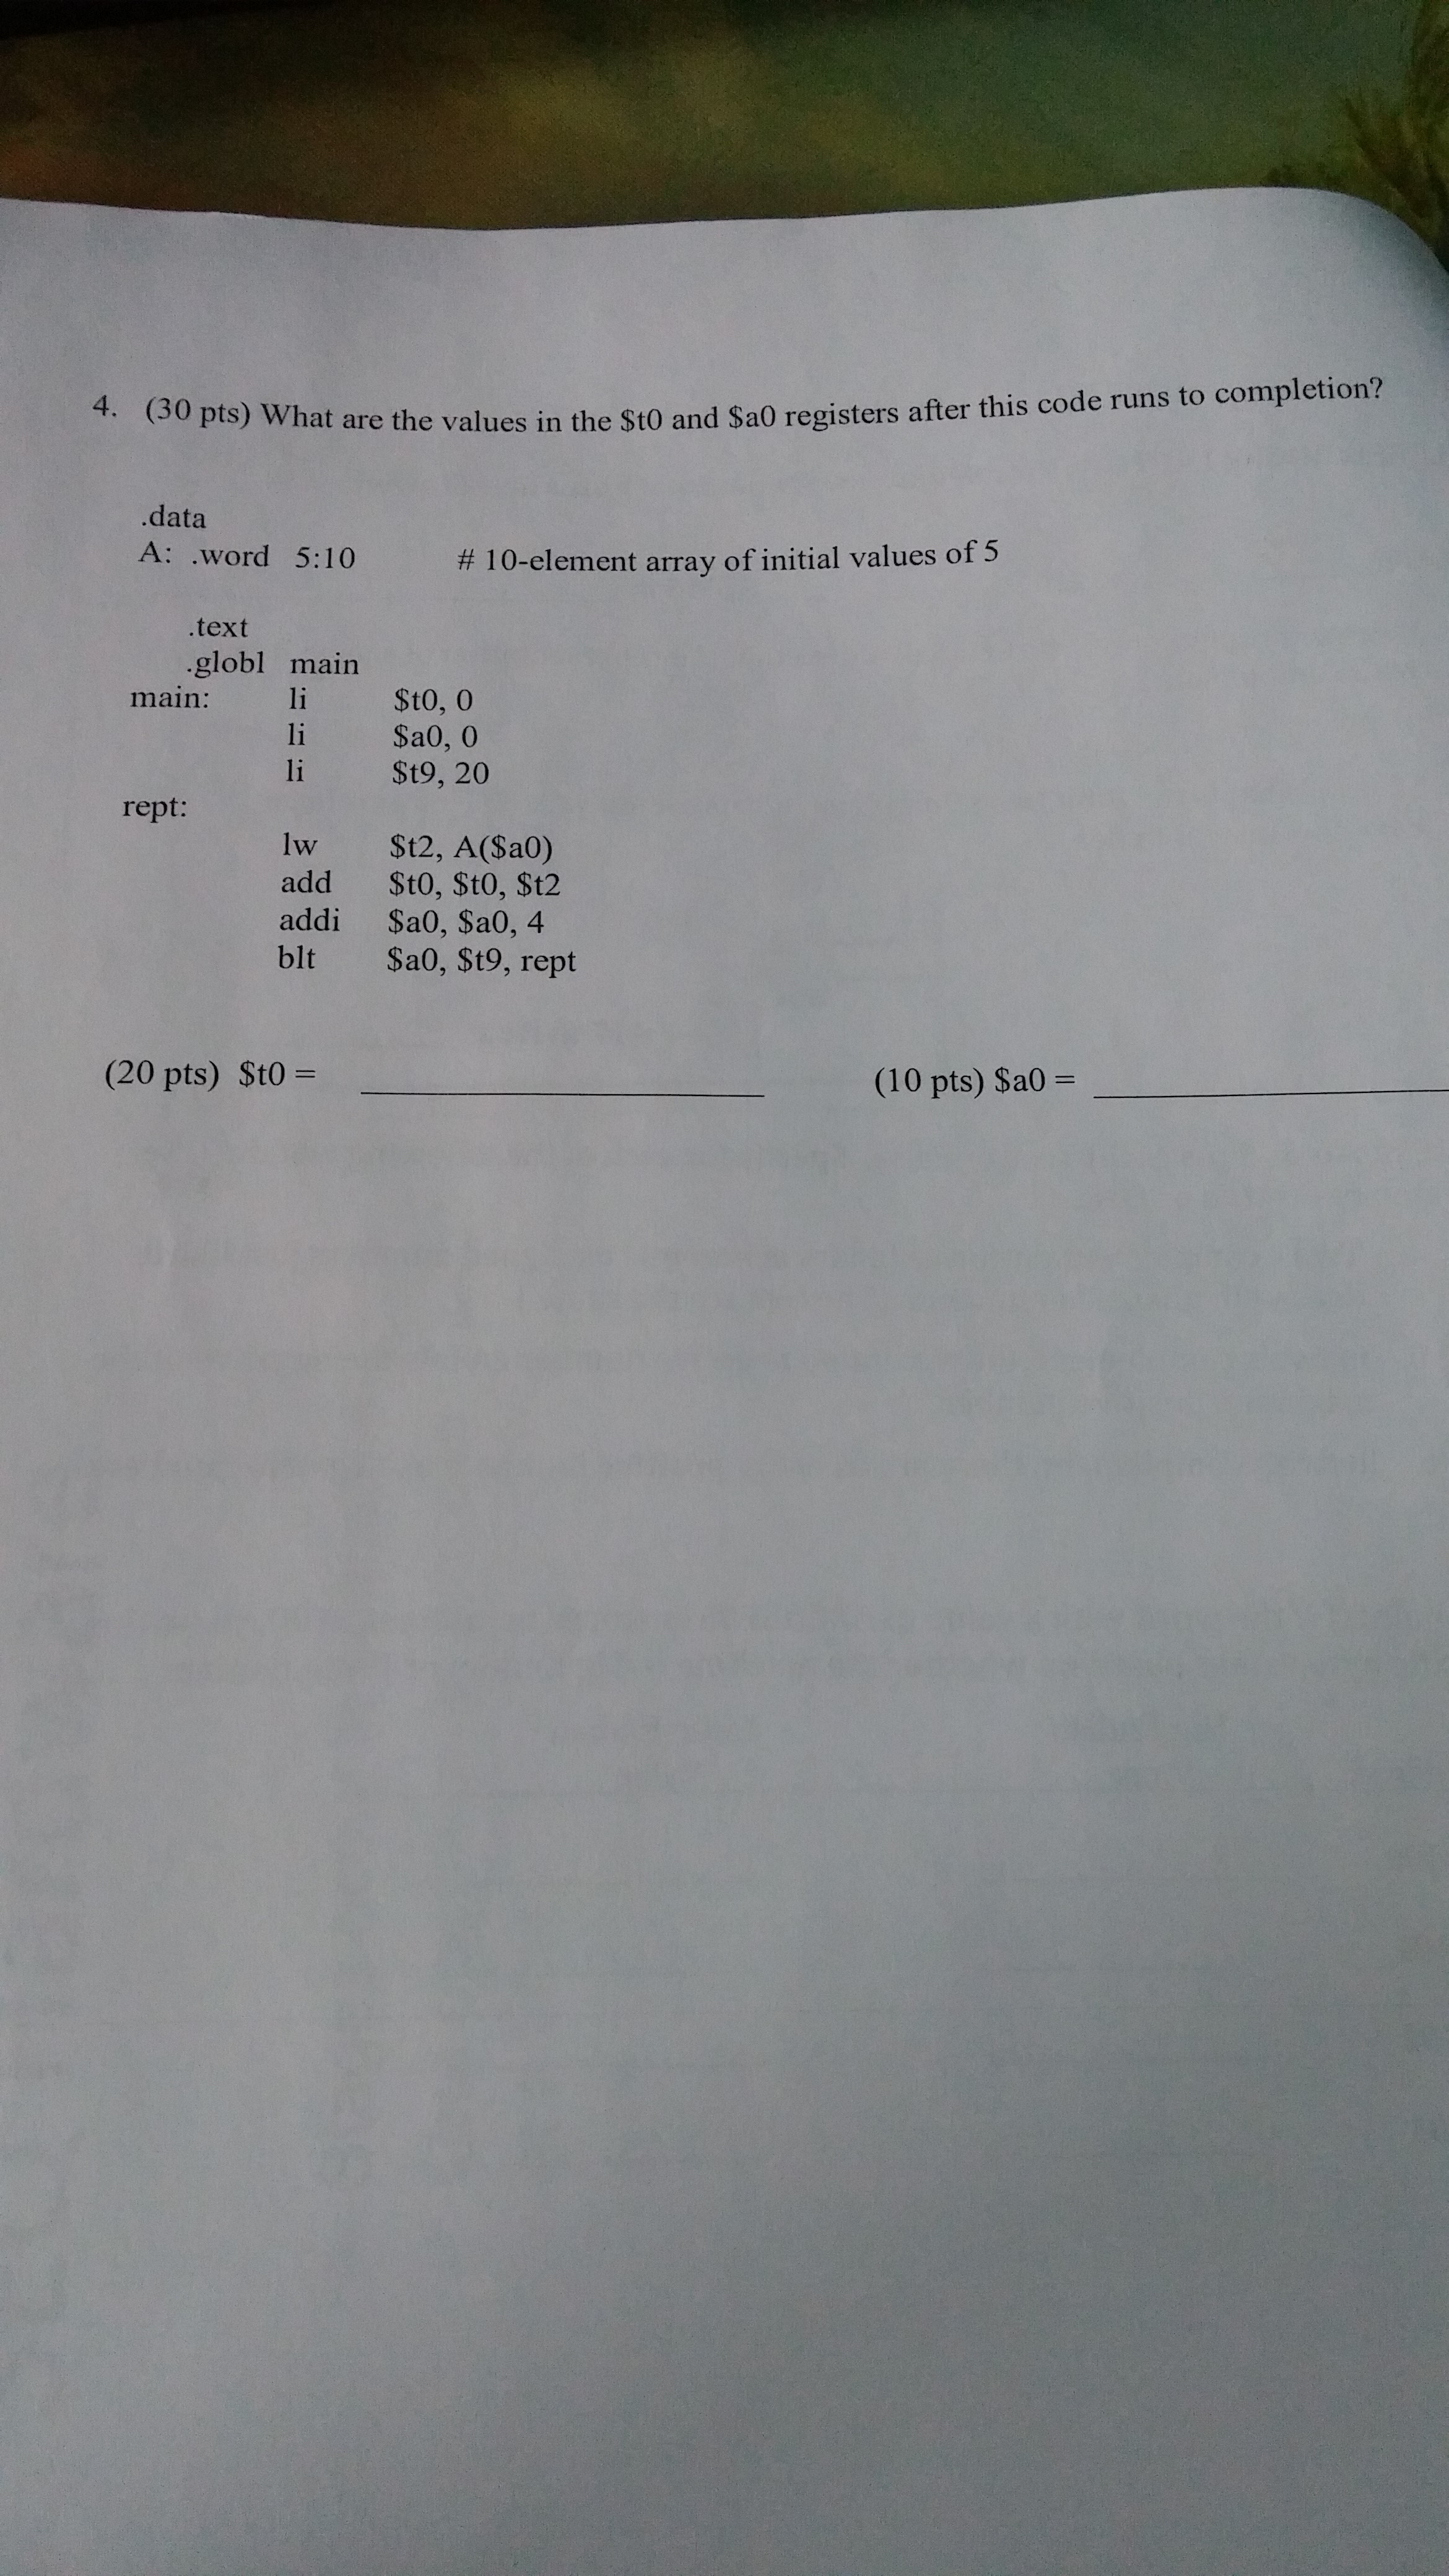 4. (30 pts) What are the values in the $t0 and $a0 registers after this code runs to completion?
.data
A: .word 5:10 # 10-element array of initial values of 5
.text
.globl main
main: li $t0, 0
li $a0, 0
li $t9, 20
rept:
lw $t2, A($a0)
add $t0, $t0, $t2
addi $a0, $a0, 4
blt $a0, $t9, rept
(20 pts) $t0 = ____________ (10 pts) $a0 = ____________